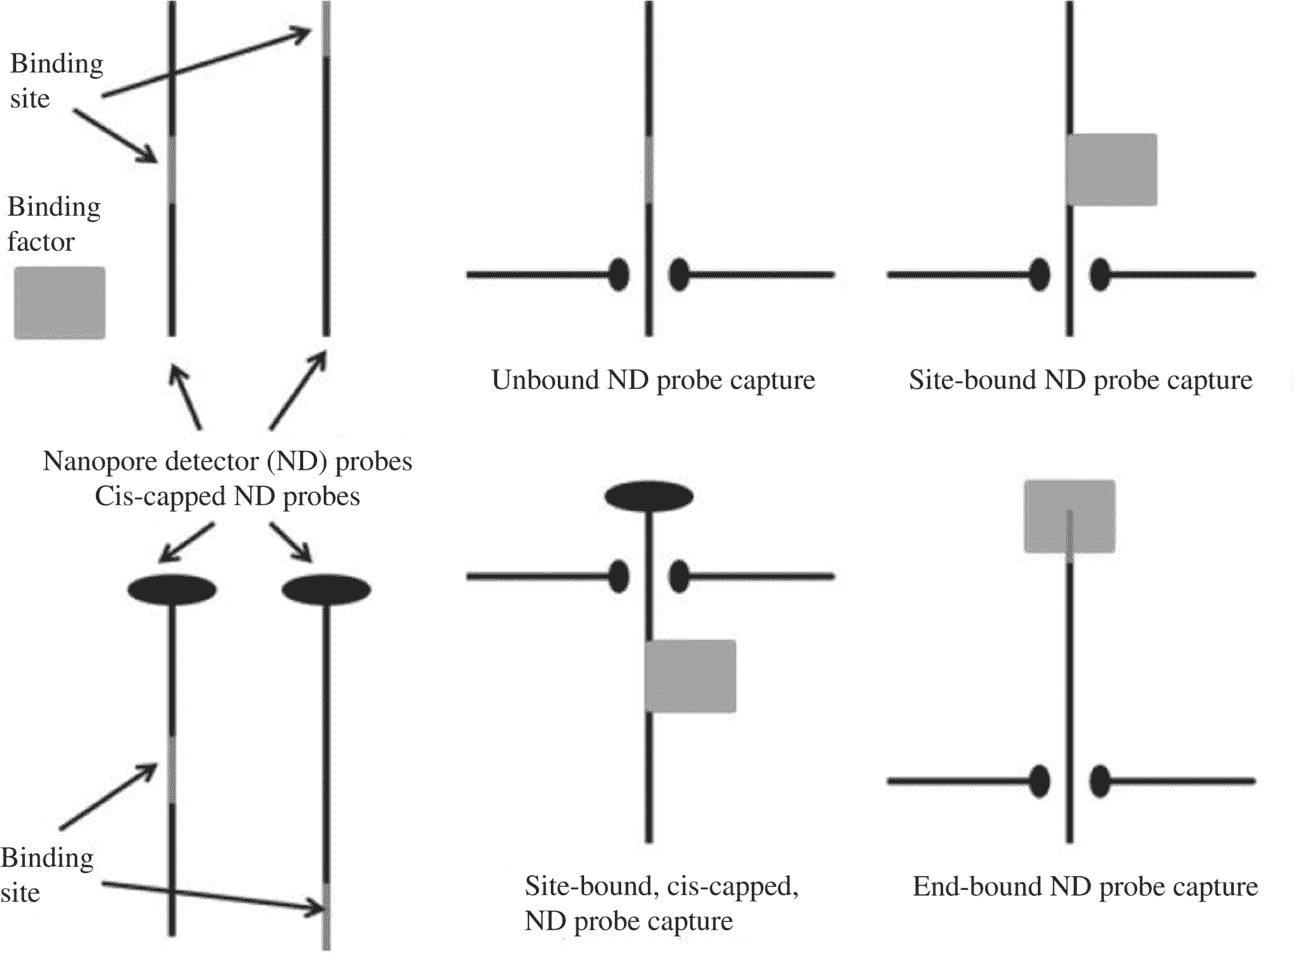 Binding
site
Binding
factor
Unbound ND probe capture
Site-bound ND probe capture
Nanopore detector (ND) probes
Cis-capped ND probes
Binding
site
Site-bound, cis-capped,
ND probe capture
End-bound ND probe capture